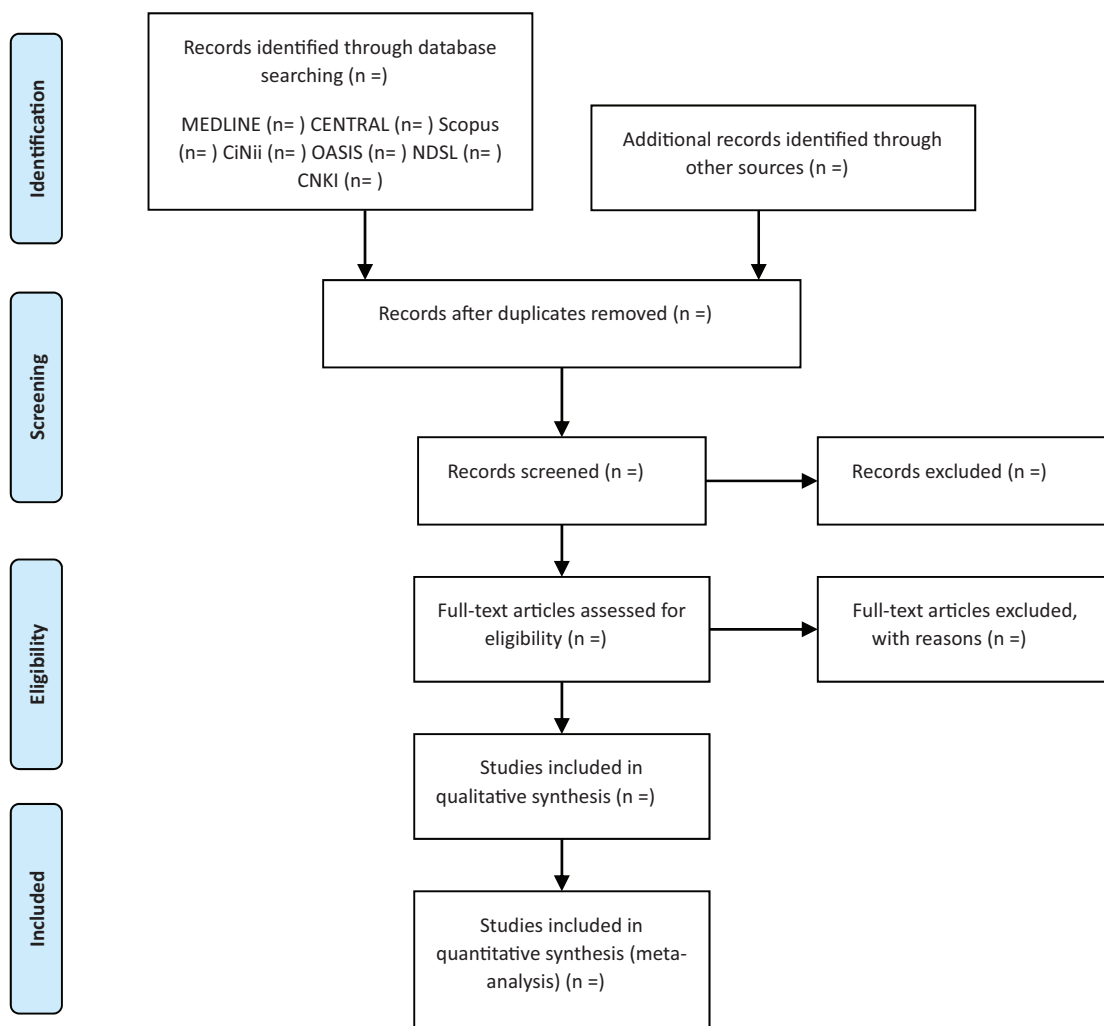 Identification
Records identified through database
searching (n =)
MEDLINE (n= ) CENTRAL (n= ) Scopus
(n= ) CiNii (n= ) OASIS (n= ) NDSL (n= )
CNKI (n= )
Additional records identified through
other sources (n =)
Screening
Records after duplicates removed (n =)
Records screened (n =)
Records excluded (n =)
Eligibility
Full-text articles assessed for
eligibility (n =)
Full-text articles excluded,
with reasons (n =)
Studies included in
qualitative synthesis (n =)
Included
Studies included in
quantitative synthesis (meta-
analysis) (n =)